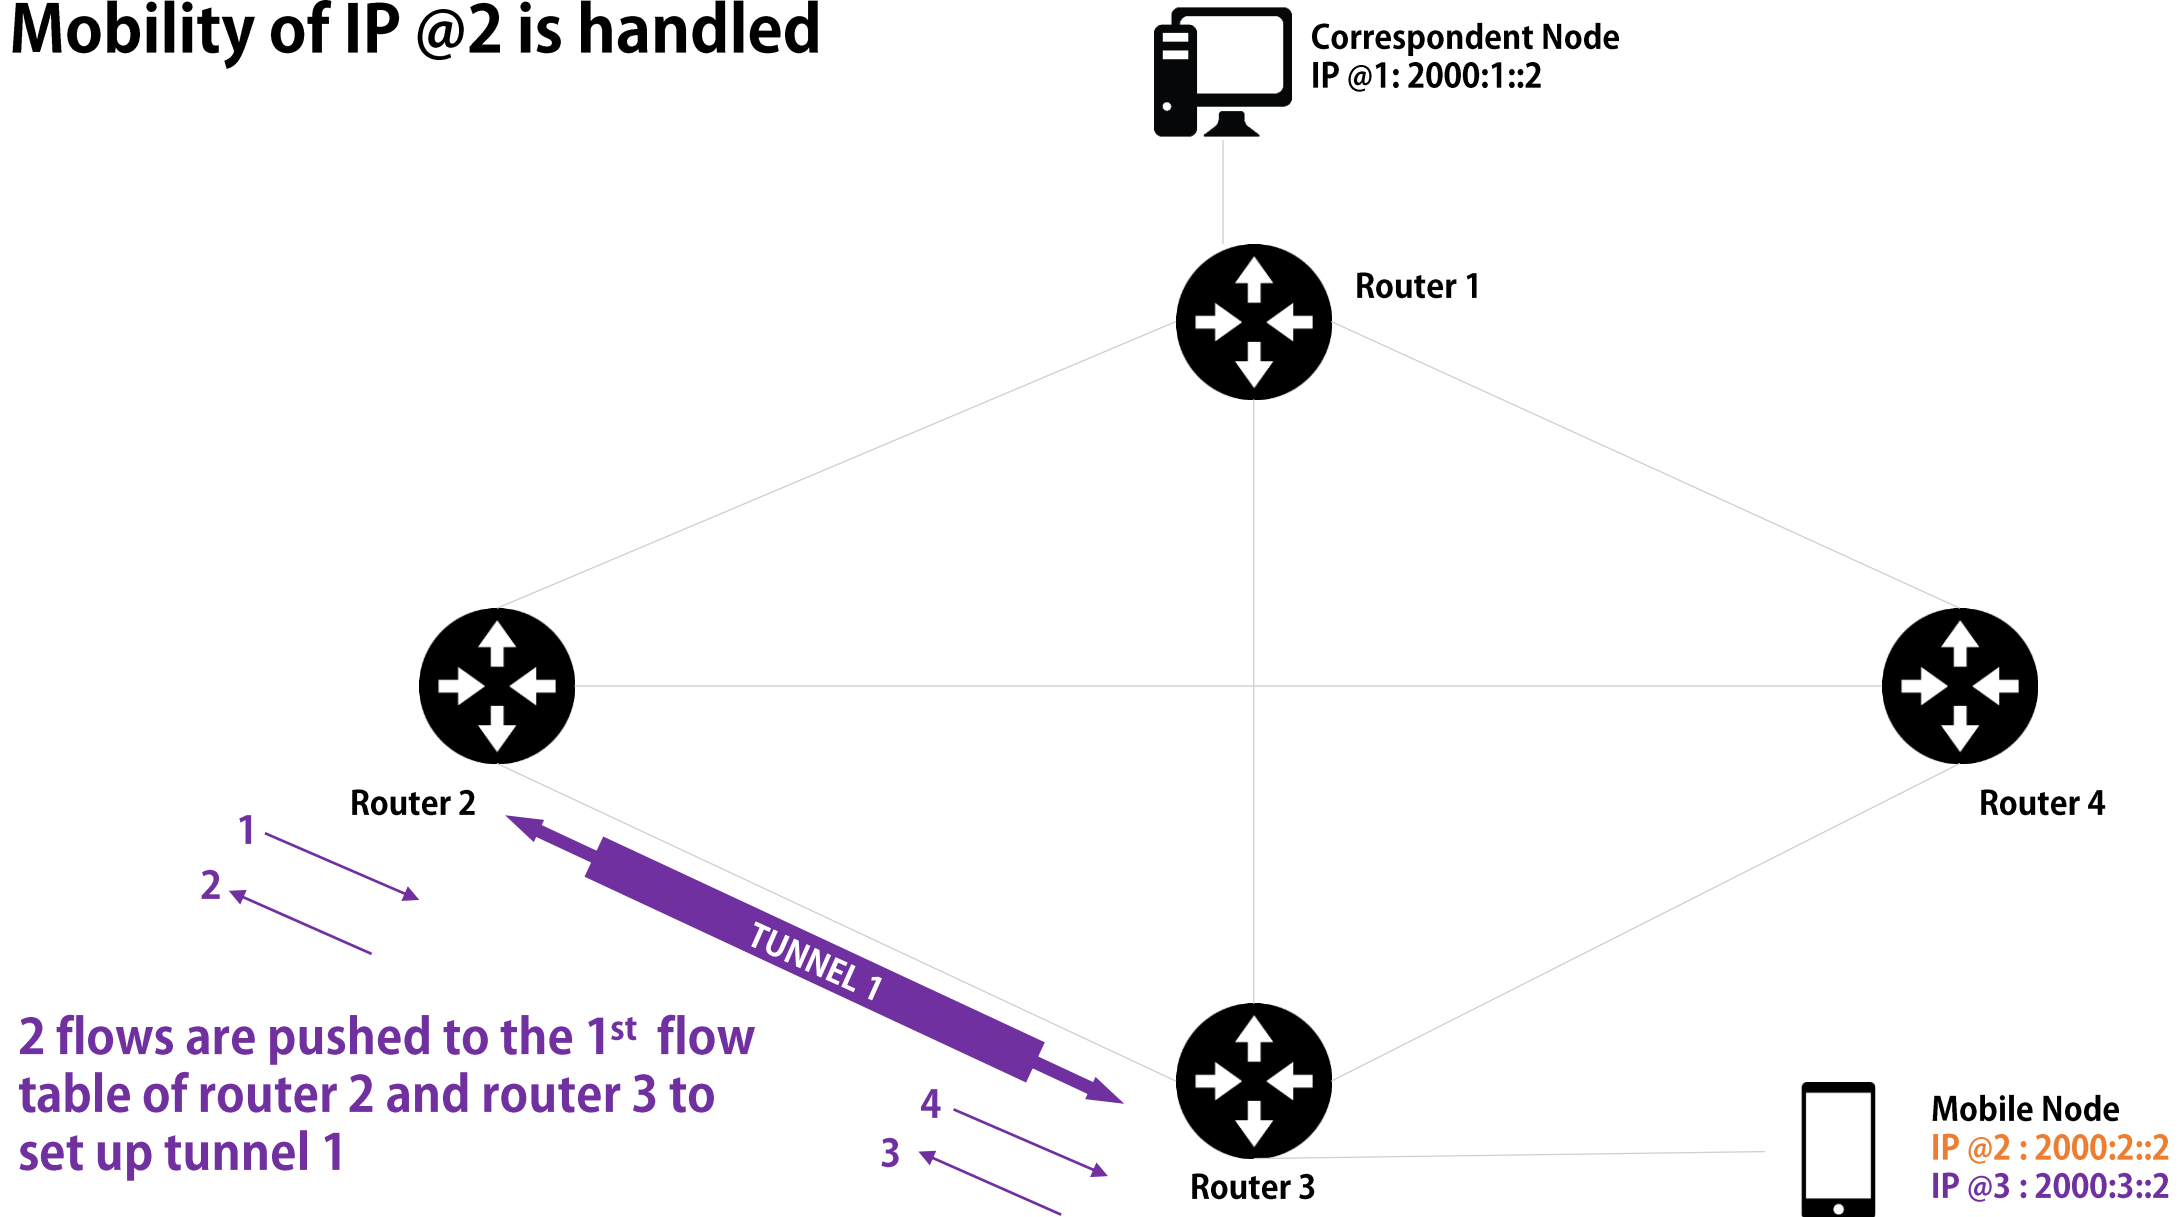 Mobility of IP @2 is handled
Correspondent Node
IP @1: 2000:1::2
Router 1
Router 2
Router 4
1
2
TUNNEL 1
2 flows are pushed to the 1st flow
table of router 2 and router 3 to
set up tunnel 1
4
3
Router 3
Mobile Node
IP @2 : 2000:2::2
IP @3 : 2000:3::2